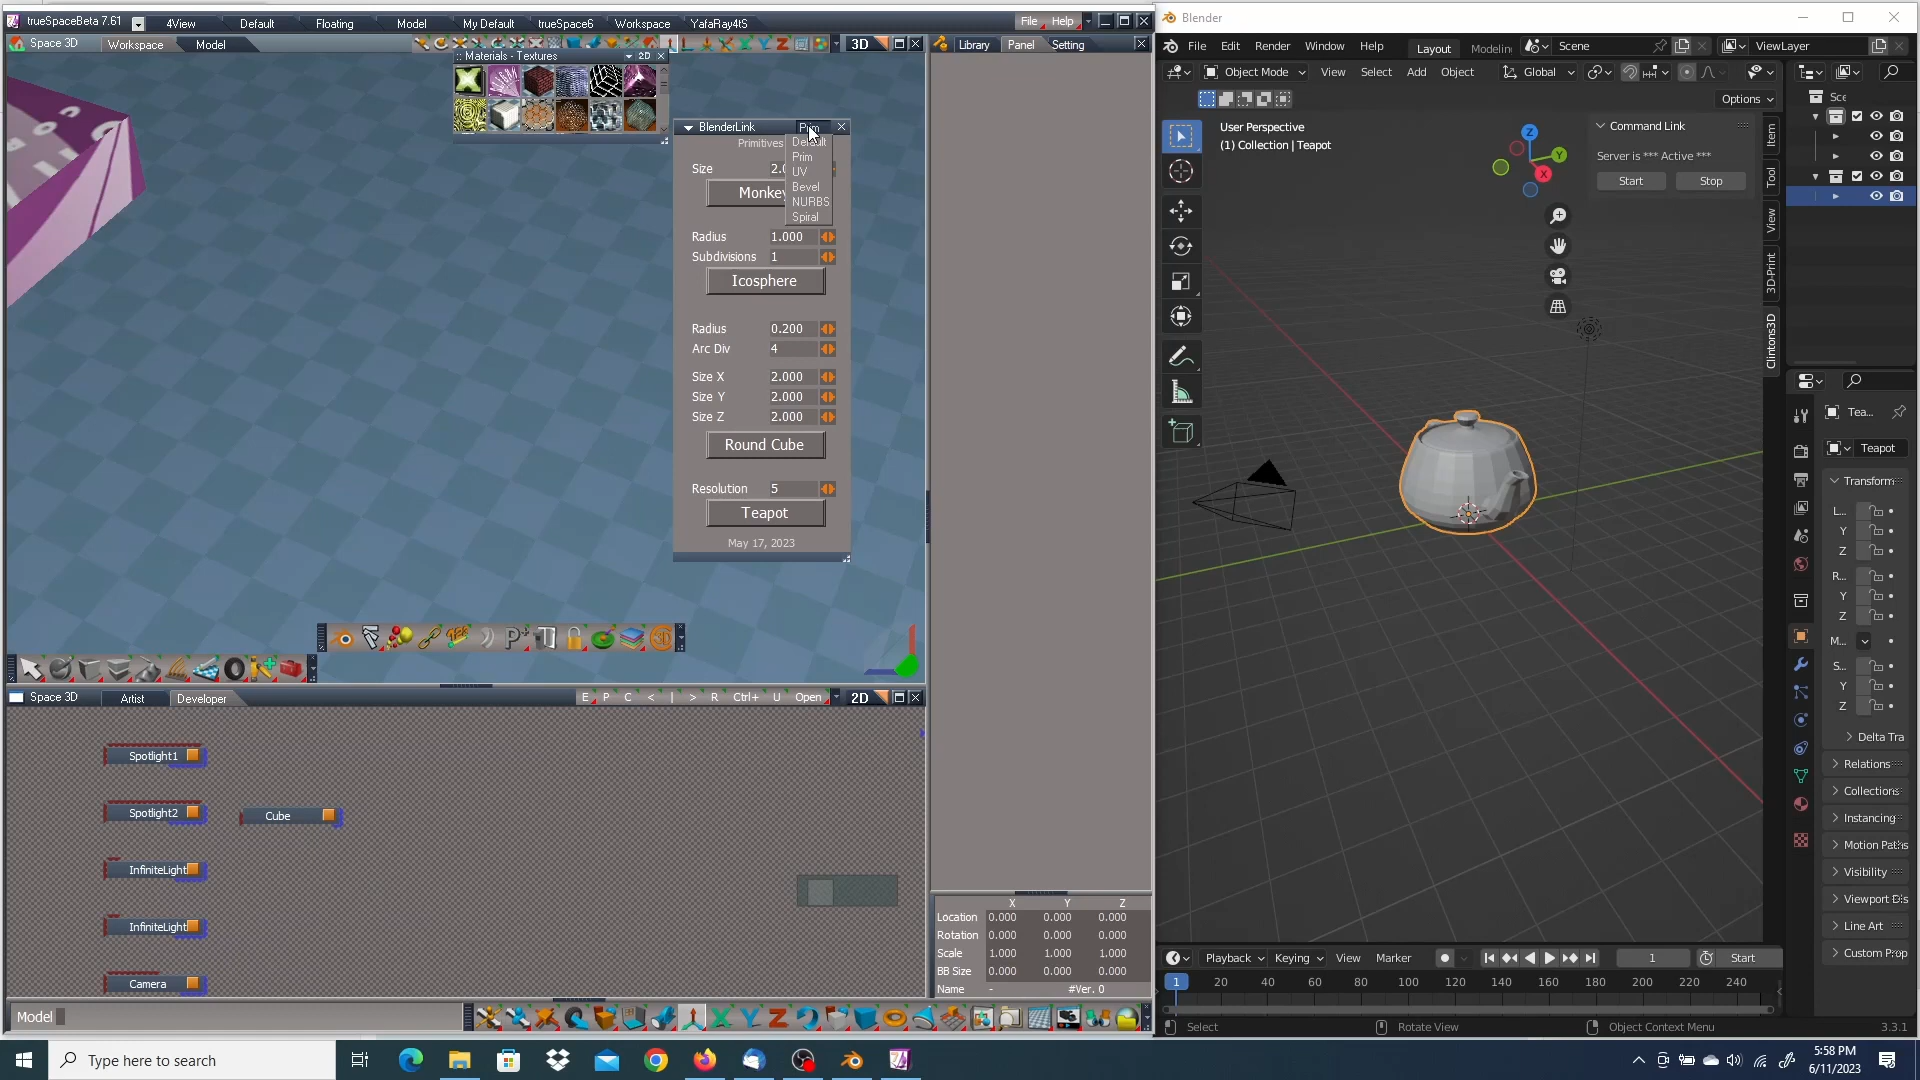 trueSpaceBeta 7.61
4View
Default
Floating
Model
My Default
trueSpace6
Workspace
YafaRay4tS
File
Help
Space 3D
Workspace
Model
3D
Library
Panel
Setting
:: Materials - Textures
2D
BlenderLink
Prim
Primitives
Default
Prim
UV
Bevel
NURBS
Spiral
Size
Monkey
Radius 1.000
Subdivisions 1
Icosphere
Radius 0.200
Arc Div 4
Size X 2.000
Size Y 2.000
Size Z 2.000
Round Cube
Resolution 5
Teapot
May 17, 2023
Space 3D
Artist
Developer
E P C < | > R Ctrl+ U Open
2D
Spotlight1
Spotlight2
Cube
InfiniteLight
InfiniteLight
Camera
X Y Z
Location 0.000 0.000 0.000
Rotation 0.000 0.000 0.000
Scale 1.000 1.000 1.000
BB Size 0.000 0.000 0.000
Name - #Ver. 0
Model
Blender
File
Edit
Render
Window
Help
Layout
Modelin
Scene
ViewLayer
Object Mode
View
Select
Add
Object
Global
Options
User Perspective
(1) Collection | Teapot
Z
Y
X
Command Link
Server is *** Active ***
Start
Stop
Item
Tool
View
3D-Print
Clintons3D
Sce
Tea...
Teapot
Transform
L...
Y
Z
R...
Y
Z
M...
S...
Y
Z
Delta Tra
Relations
Collections
Instancing
Motion Paths
Visibility
Viewport Dis
Line Art
Custom Prop
Playback
Keying
View
Marker
1
Start
1 20 40 60 80 100 120 140 160 180 200 220 240
Select
Rotate View
Object Context Menu
3.3.1
Type here to search
5:58 PM
6/11/2023